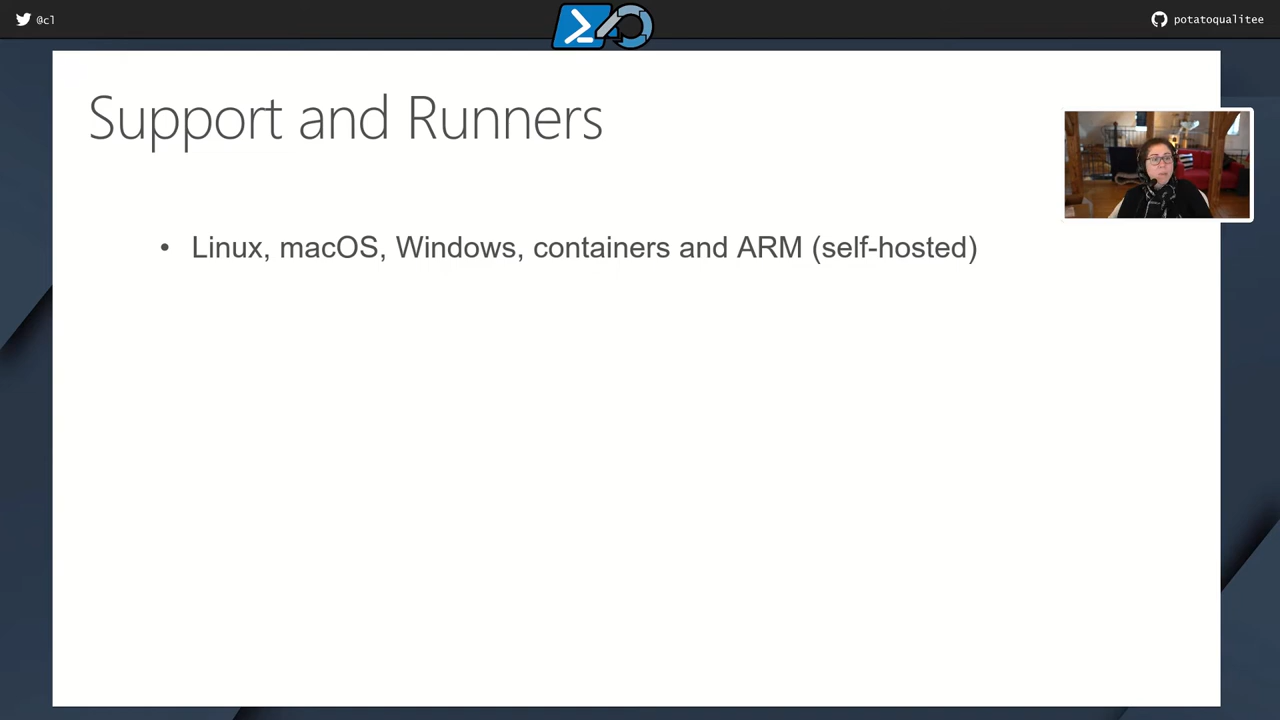 @cl
potatoqualitee
Support and Runners
• Linux, macOS, Windows, containers and ARM (self-hosted)